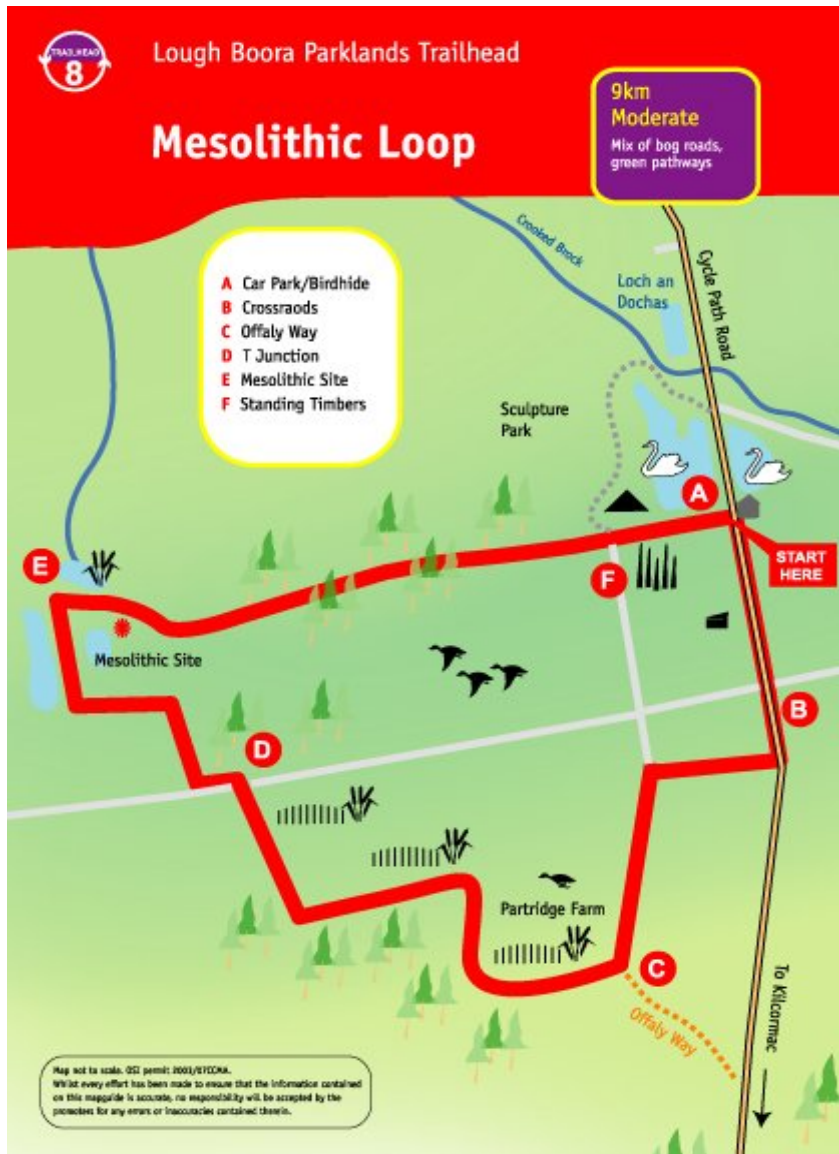 TRAILHEAD
8
Lough Boora Parklands Trailhead
Mesolithic Loop
9km
Moderate
Mix of bog roads,
green pathways
A Car Park/Birdhide
B Crossraods
C Offaly Way
D T Junction
E Mesolithic Site
F Standing Timbers
Crooked Brock
Loch an
Dochas
Cycle Path Road
Sculpture
Park
A
START
HERE
E
F
Mesolithic Site
B
D
Partridge Farm
C
Offaly Way
To Kilcormac
Map not to scale. OSI permit 2003/07CCMA.
Whilst every effort has been made to ensure that the information contained
on this mapguide is accurate, no responsibility will be accepted by the
promoters for any errors or inaccuracies contained therein.